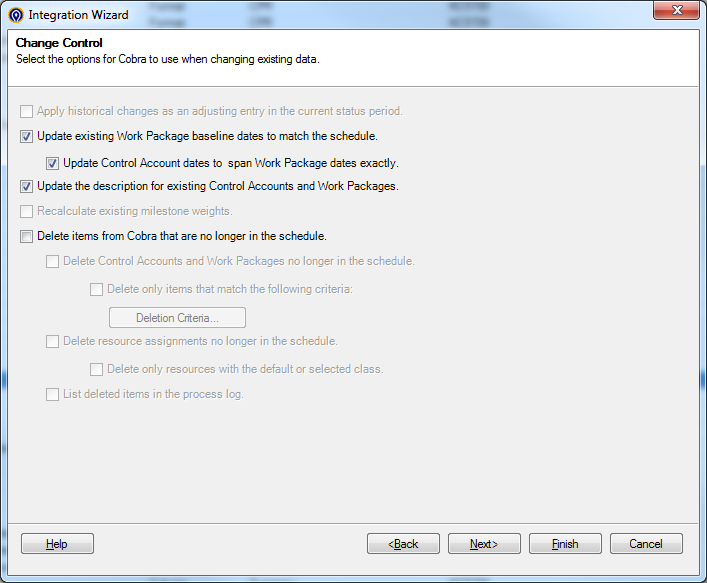 Integration Wizard
Change Control
Select the options for Cobra to use when changing existing data.
Apply historical changes as an adjusting entry in the current status period.
Update existing Work Package baseline dates to match the schedule.
Update Control Account dates to  span Work Package dates exactly.
Update the description for existing Control Accounts and Work Packages.
Recalculate existing milestone weights.
Delete items from Cobra that are no longer in the schedule.
Delete Control Accounts and Work Packages no longer in the schedule.
Delete only items that match the following criteria:
Deletion Criteria...
Delete resource assignments no longer in the schedule.
Delete only resources with the default or selected class.
List deleted items in the process log.
Help
<Back
Next>
Finish
Cancel